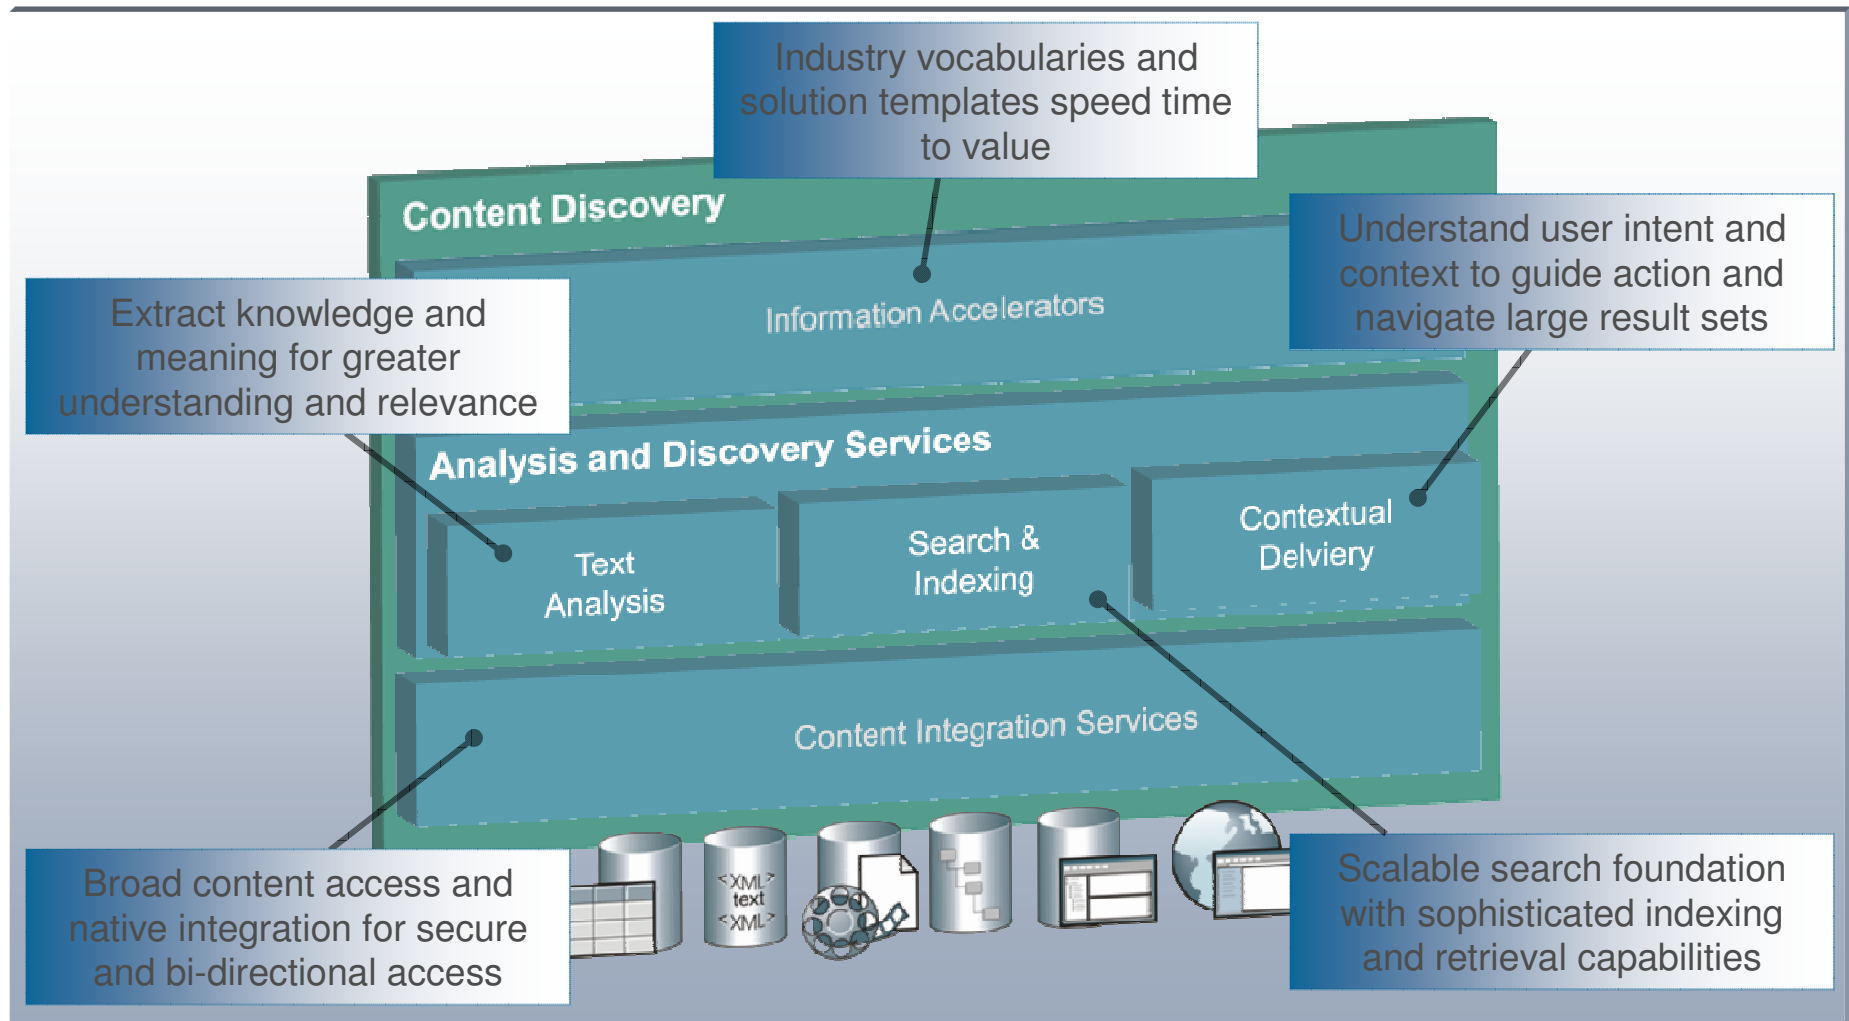 Industry vocabularies and
solution templates speed time
to value
Content Discovery
Understand user intent and
context to guide action and
navigate large result sets
Information Accelerators
Extract knowledge and
meaning for greater
understanding and relevance
Analysis and Discovery Services
Text
Analysis
Search &
Indexing
Contextual
Delviery
Content Integration Services
Broad content access and
native integration for secure
and bi-directional access
<XML>
text
<XML>
Scalable search foundation
with sophisticated indexing
and retrieval capabilities